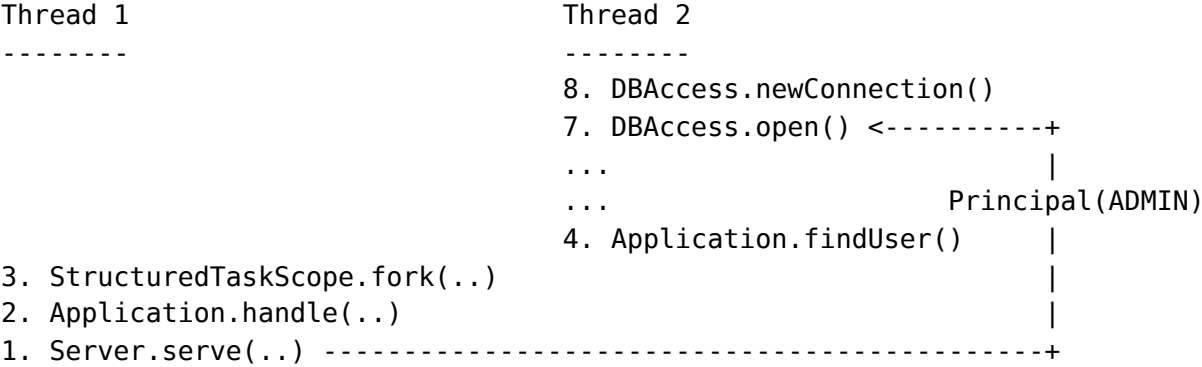 Thread 1                           Thread 2
--------                           --------
                                   8. DBAccess.newConnection()
                                   7. DBAccess.open() <----------+
                                   ...                           |
                                   ...                     Principal(ADMIN)
                                   4. Application.findUser()     |
3. StructuredTaskScope.fork(..)                                  |
2. Application.handle(..)                                        |
1. Server.serve(..) ---------------------------------------------+